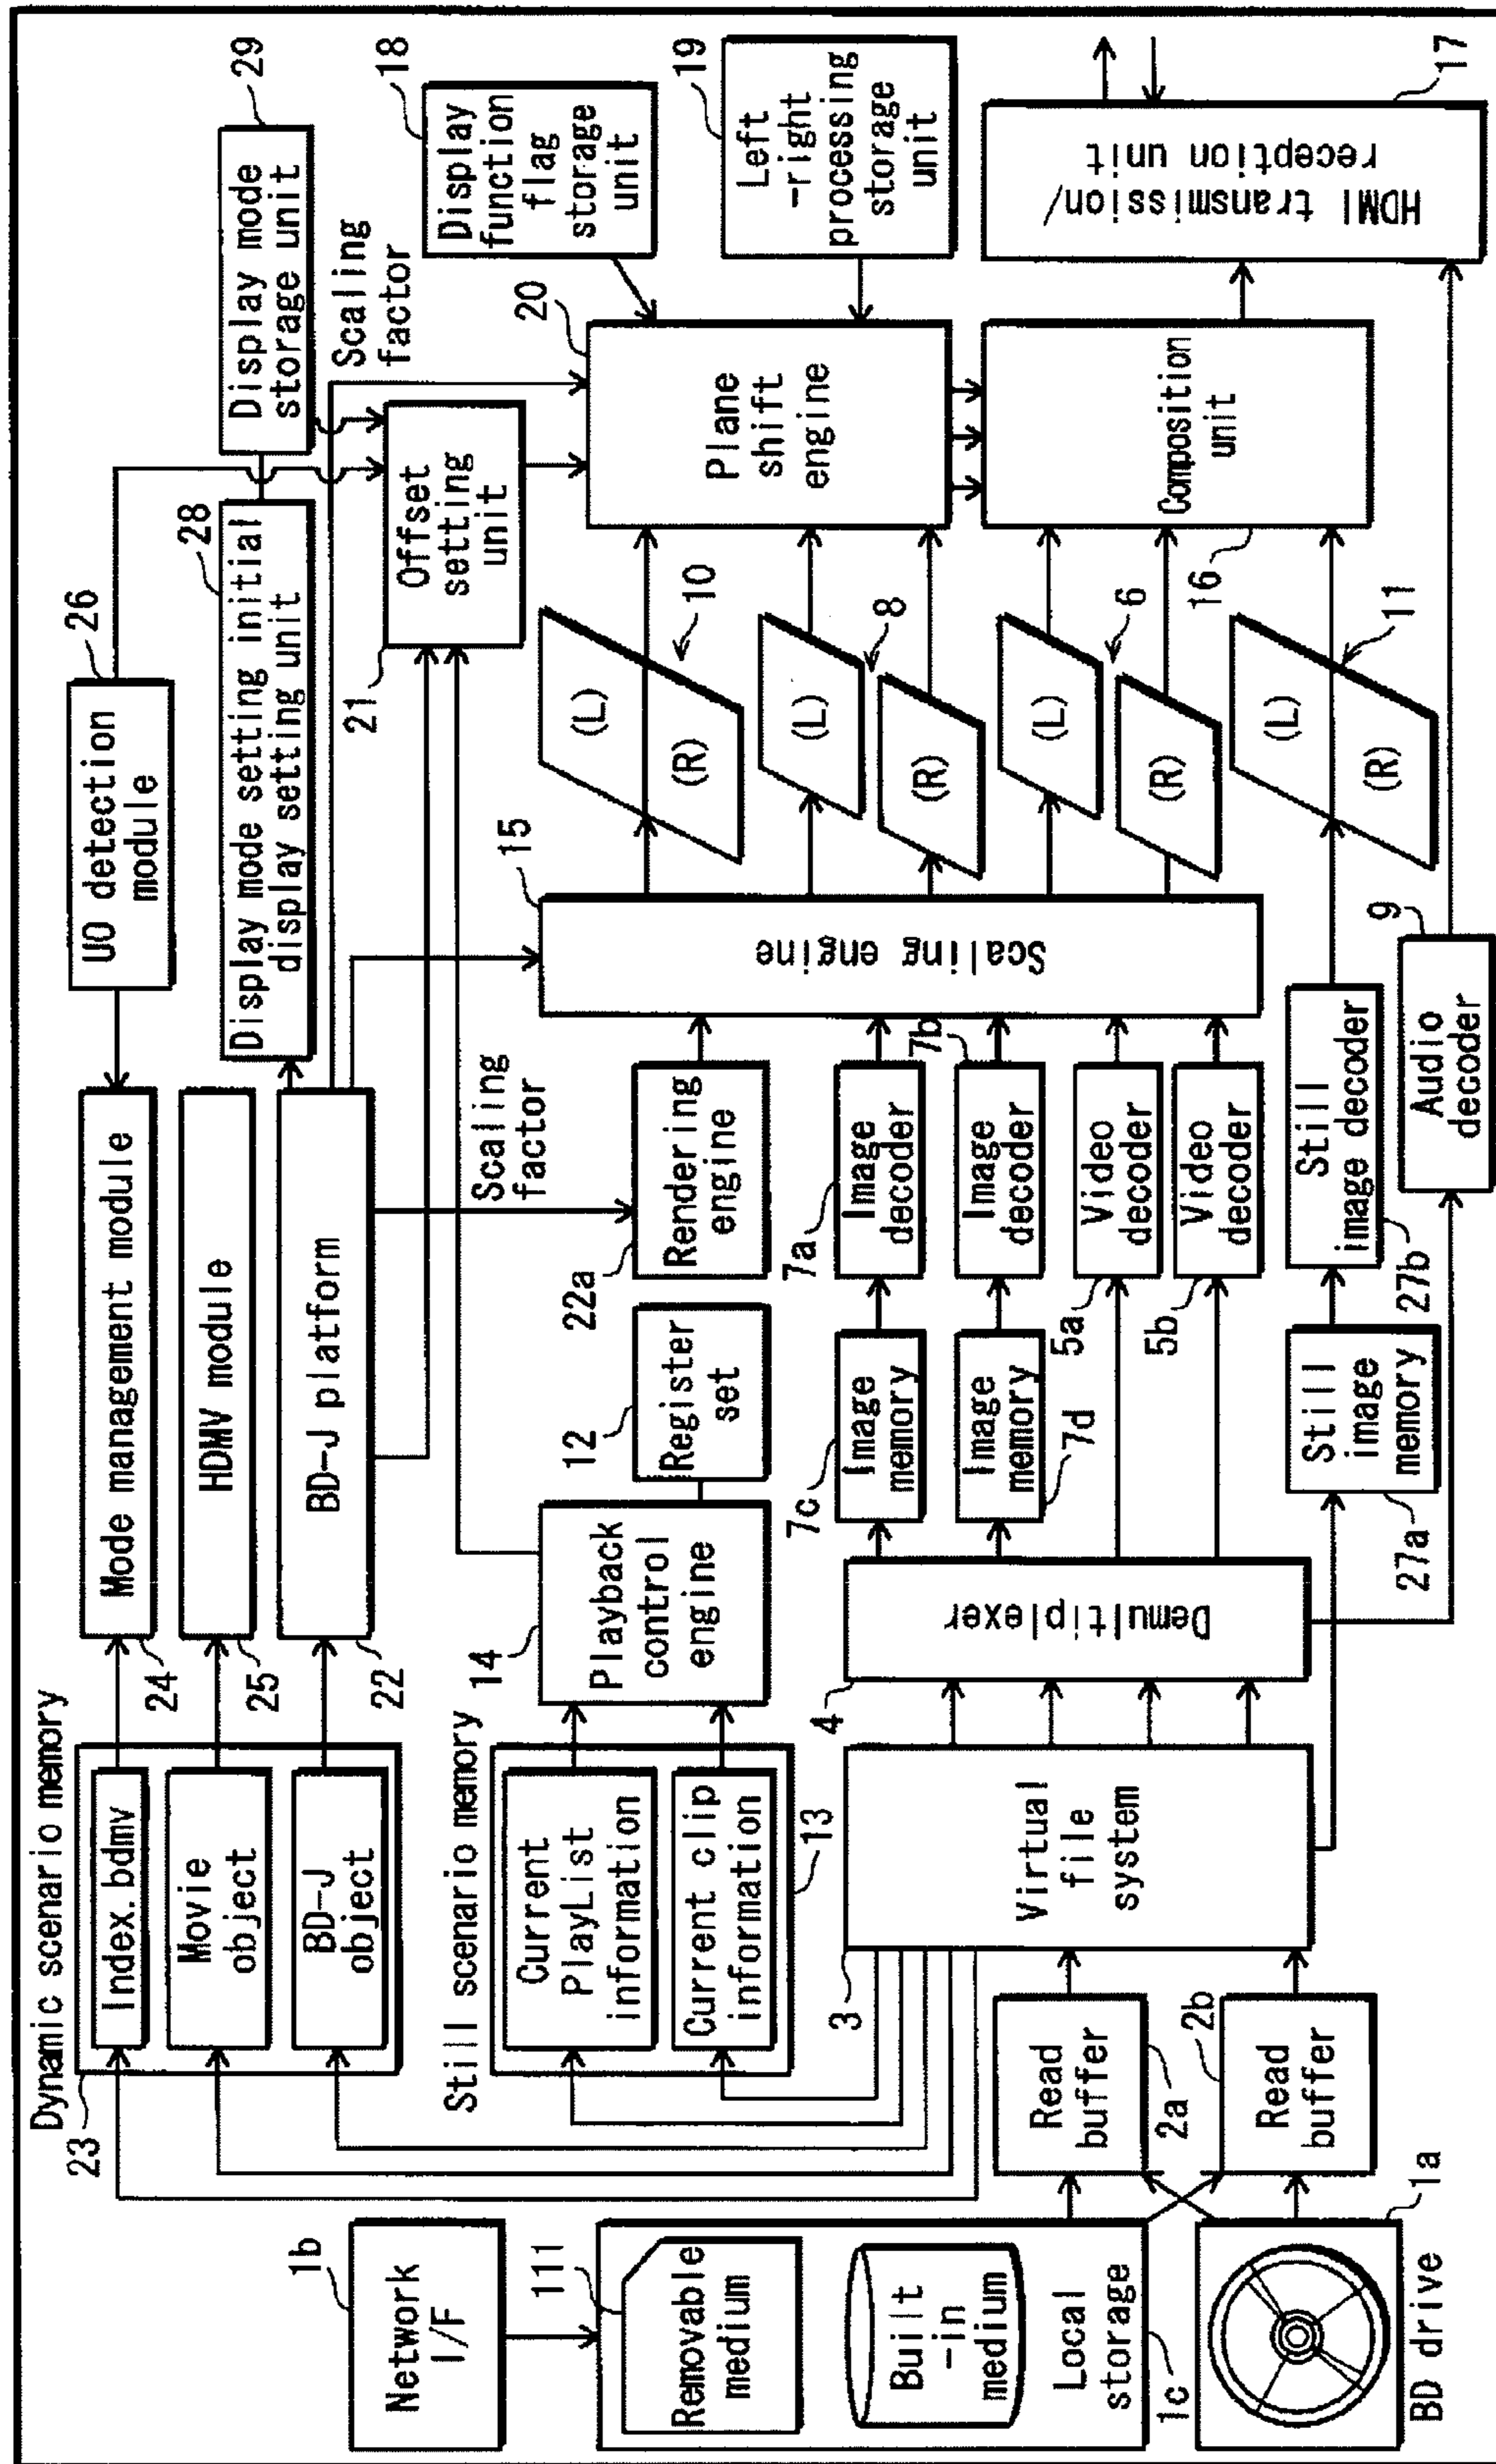 1b
Network
I/F
111
Removable
medium
Built
-in
medium
Local
storage
1c
1a
BD drive
Dynamic scenario memory
23
Index.bdmv
Movie
object
BD-J
object
Still scenario memory
Current
PlayList
information
Current clip
information
13
Read
buffer
2a
Read
buffer
2b
3
Virtual
file
system
24
Mode management module
25
HDMV module
22
BD-J platform
14
Playback
control
engine
12
Register
set
4
Demultiplexer
7c
Image
memory
Image
memory
7d
27a
Still
image
memory
22a
Rendering
engine
Scaling
factor
7a
Image
decoder
7b
Image
decoder
5a
Video
decoder
5b
Video
decoder
27b
Still
image decoder
9
Audio
decoder
26
UO detection
module
28
Display mode setting initial
display setting unit
29
Display mode
storage unit
Scaling
factor
15
Scaling engine
21
Offset
setting
unit
(L)
(R)
10
(L)
(R)
8
(L)
(R)
6
(L)
(R)
11
20
Plane
shift
engine
16
Composition
unit
18
Display
function
flag
storage
unit
19
Left
-right
processing
storage
unit
17
HDMI transmission/
reception unit